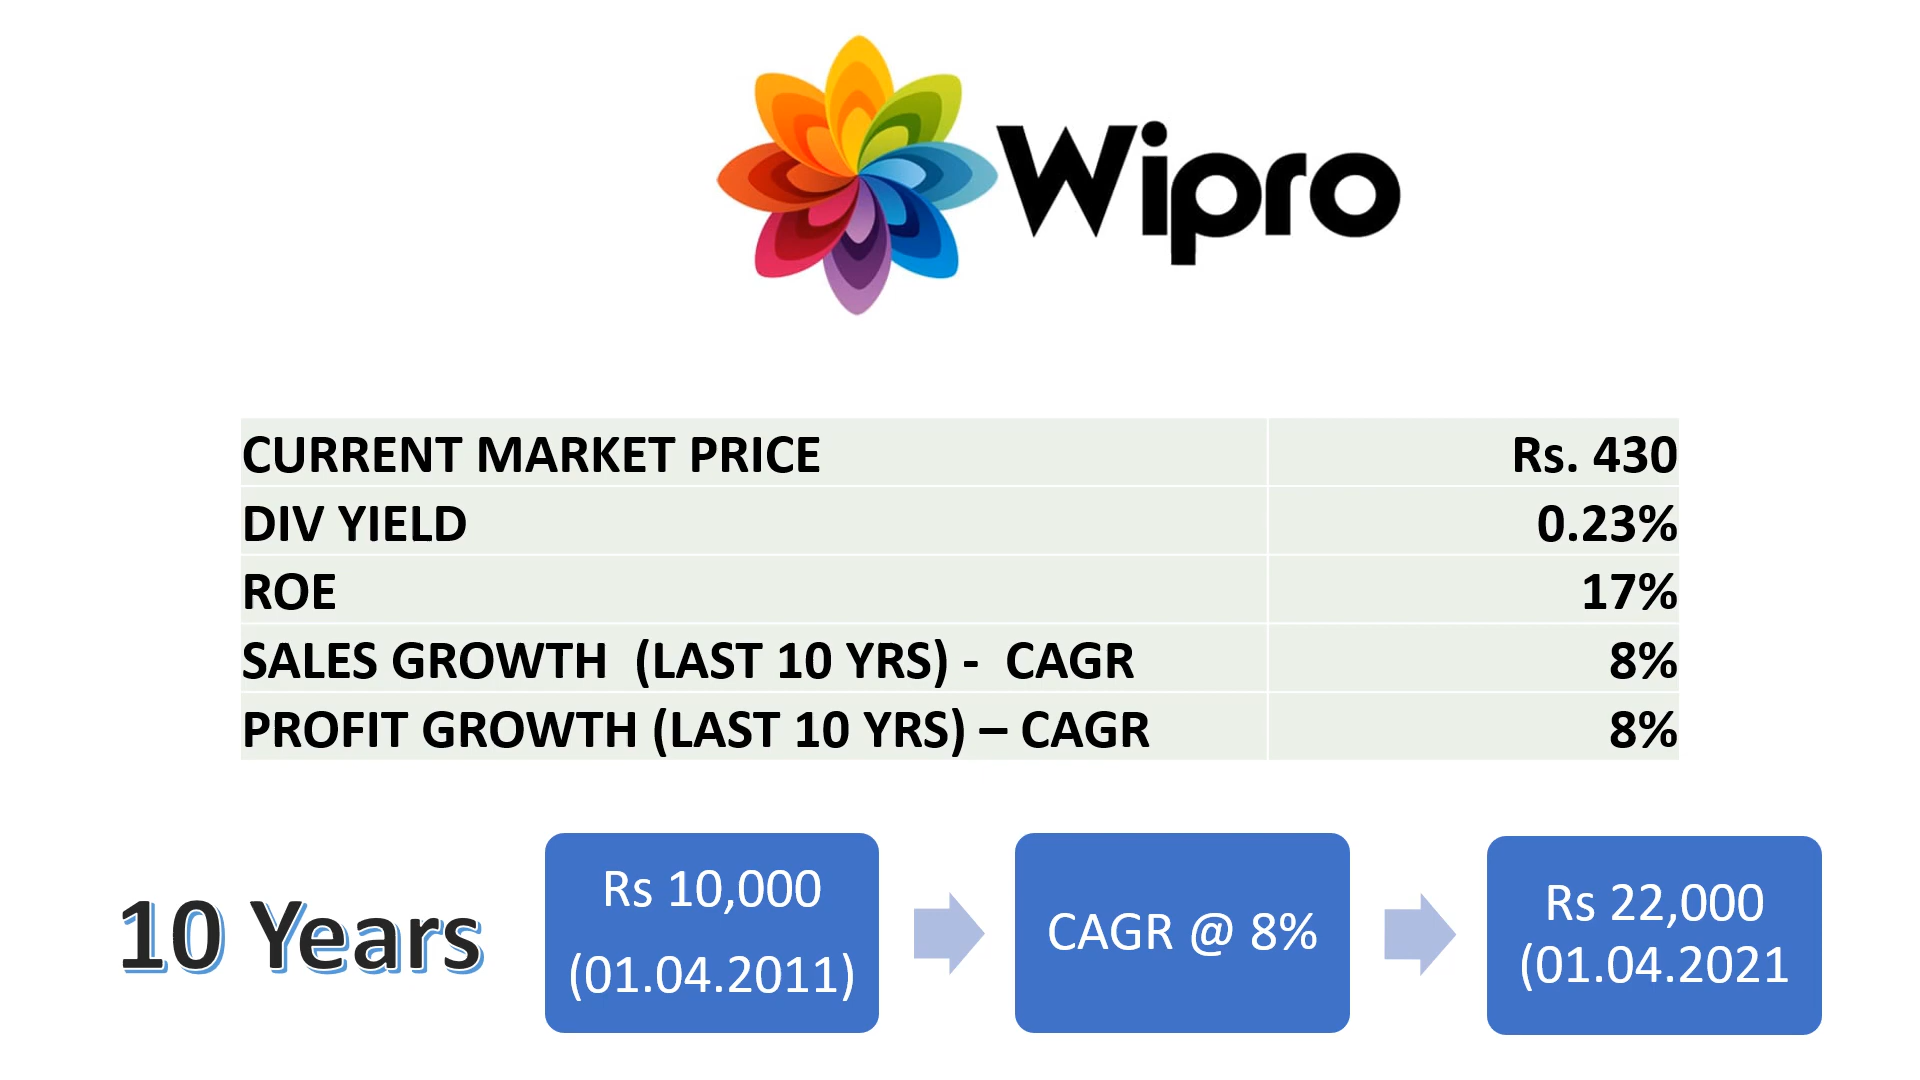 Wipro
CURRENT MARKET PRICE Rs. 430
DIV YIELD 0.23%
ROE 17%
SALES GROWTH  (LAST 10 YRS) -  CAGR 8%
PROFIT GROWTH (LAST 10 YRS) – CAGR 8%
10 Years
Rs 10,000
(01.04.2011)
CAGR @ 8%
Rs 22,000
(01.04.2021